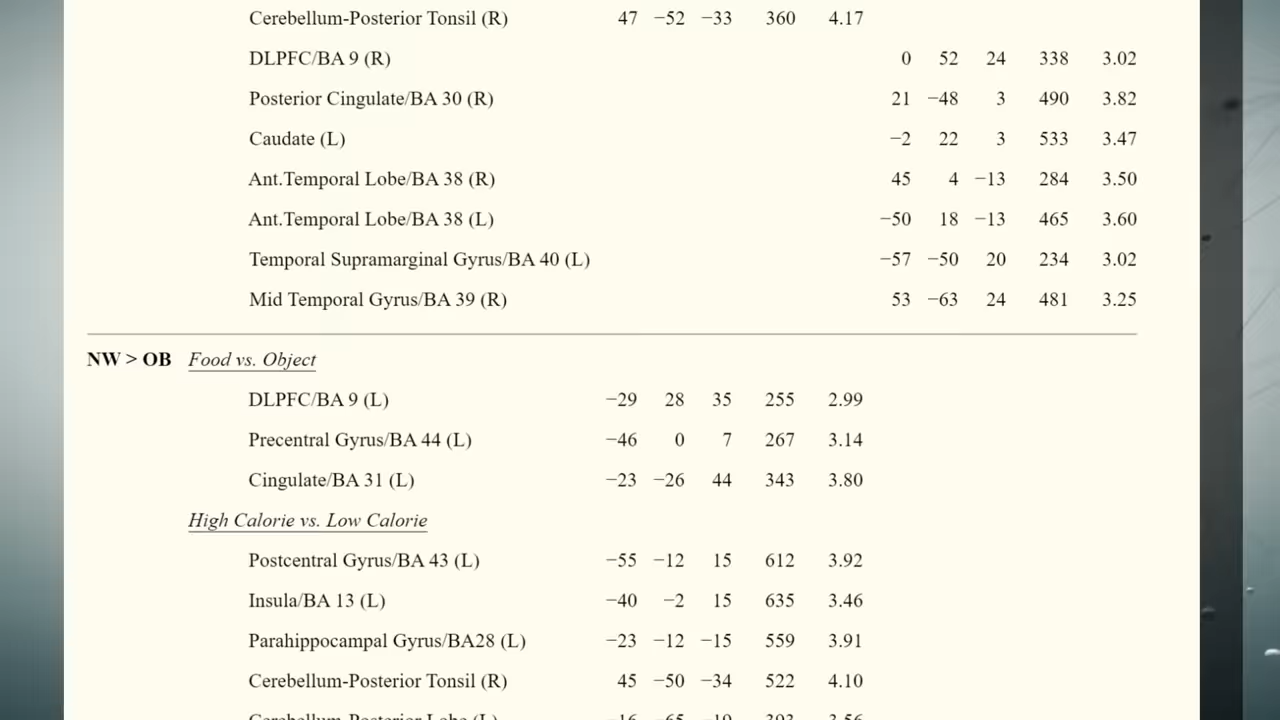 Cerebellum-Posterior Tonsil (R) 47 −52 −33 360 4.17
DLPFC/BA 9 (R) 0 52 24 338 3.02
Posterior Cingulate/BA 30 (R) 21 −48 3 490 3.82
Caudate (L) −2 22 3 533 3.47
Ant.Temporal Lobe/BA 38 (R) 45 4 −13 284 3.50
Ant.Temporal Lobe/BA 38 (L) −50 18 −13 465 3.60
Temporal Supramarginal Gyrus/BA 40 (L) −57 −50 20 234 3.02
Mid Temporal Gyrus/BA 39 (R) 53 −63 24 481 3.25
NW > OB Food vs. Object
DLPFC/BA 9 (L) −29 28 35 255 2.99
Precentral Gyrus/BA 44 (L) −46 0 7 267 3.14
Cingulate/BA 31 (L) −23 −26 44 343 3.80
High Calorie vs. Low Calorie
Postcentral Gyrus/BA 43 (L) −55 −12 15 612 3.92
Insula/BA 13 (L) −40 −2 15 635 3.46
Parahippocampal Gyrus/BA28 (L) −23 −12 −15 559 3.91
Cerebellum-Posterior Tonsil (R) 45 −50 −34 522 4.10
Cerebellum-Posterior Lobe (L)